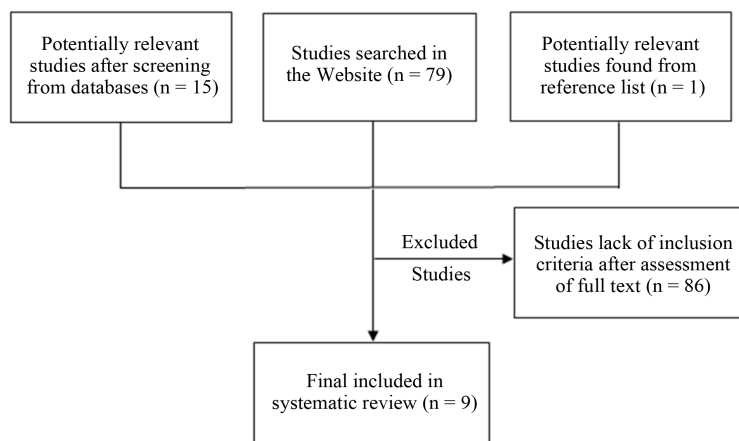 Potentially relevant
studies after screening
from databases (n = 15)
Studies searched in
the Website (n = 79)
Potentially relevant
studies found from
reference list (n = 1)
Excluded
Studies
Studies lack of inclusion
criteria after assessment
of full text (n = 86)
Final included in
systematic review (n = 9)